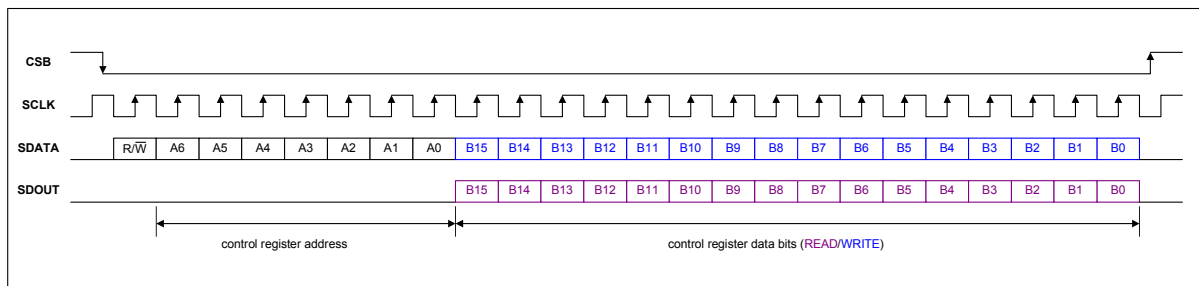 CSB
SCLK
SDATA R/W̅ A6 A5 A4 A3 A2 A1 A0 B15 B14 B13 B12 B11 B10 B9 B8 B7 B6 B5 B4 B3 B2 B1 B0
SDOUT B15 B14 B13 B12 B11 B10 B9 B8 B7 B6 B5 B4 B3 B2 B1 B0
control register address control register data bits (READ/WRITE)